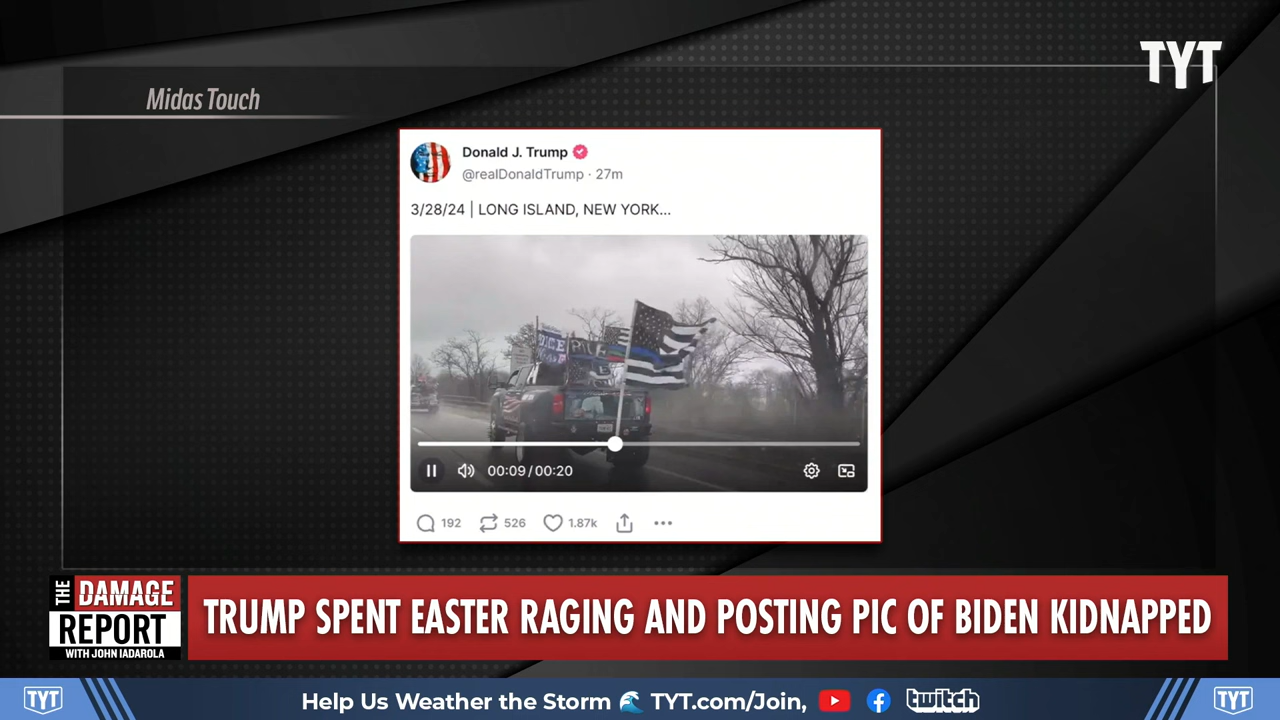 Midas Touch
TYT
Donald J. Trump
@realDonaldTrump · 27m
3/28/24 | LONG ISLAND, NEW YORK...
00:09/00:20
192 526 1.87k
THE DAMAGE REPORT
WITH JOHN IADAROLA
TRUMP SPENT EASTER RAGING AND POSTING PIC OF BIDEN KIDNAPPED
TYT
Help Us Weather the Storm 🌊 TYT.com/Join,
twitch
TYT